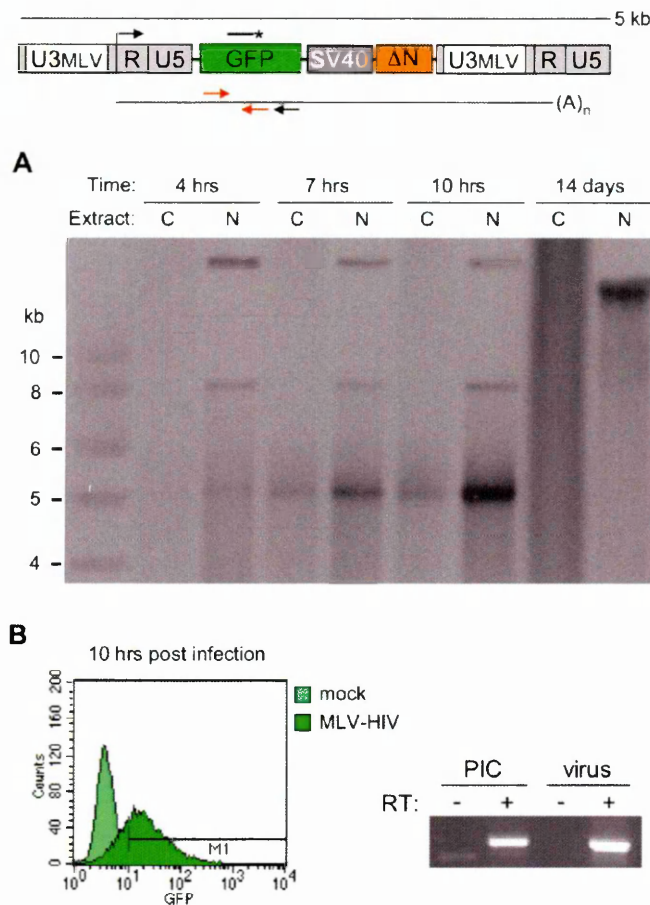 5 kb
U3MLV R U5 GFP SV40 ΔN U3MLV R U5
*
(A)n
A
Time: 4 hrs 7 hrs 10 hrs 14 days
Extract: C N C N C N C N
kb
10
8
6
5
4
B
10 hrs post infection
Counts
200
160
120
80
40
0
M1
10⁰ 10¹ 10² 10³ 10⁴
GFP
mock
MLV-HIV
PIC virus
RT: - + - +